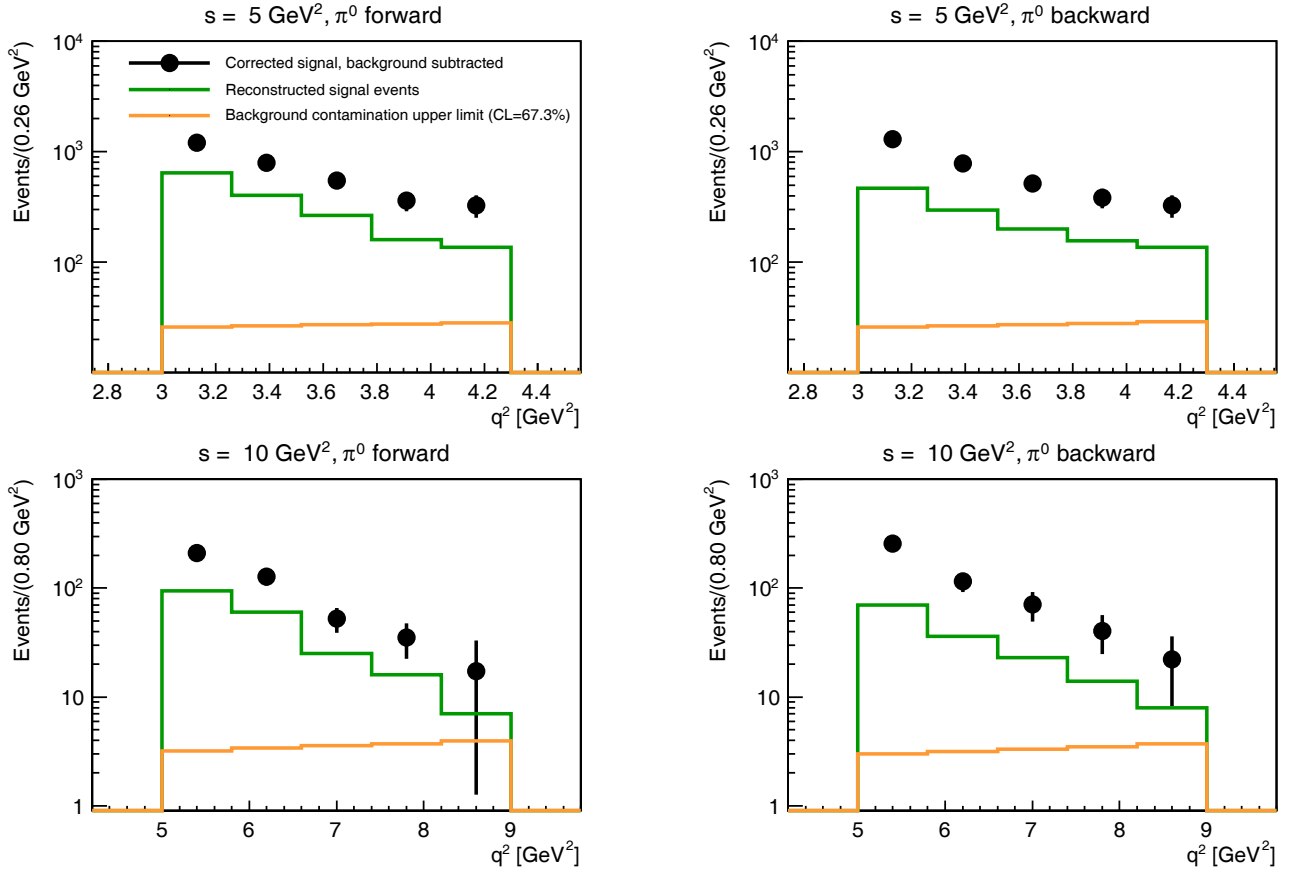 s = 5 GeV², π⁰ forward
Events/(0.26 GeV²)
10⁴
10³
10²
Corrected signal, background subtracted
Reconstructed signal events
Background contamination upper limit (CL=67.3%)
2.8 3 3.2 3.4 3.6 3.8 4 4.2 4.4
q² [GeV²]
s = 5 GeV², π⁰ backward
Events/(0.26 GeV²)
10⁴
10³
10²
2.8 3 3.2 3.4 3.6 3.8 4 4.2 4.4
q² [GeV²]
s = 10 GeV², π⁰ forward
Events/(0.80 GeV²)
10³
10²
10
1
5 6 7 8 9
q² [GeV²]
s = 10 GeV², π⁰ backward
Events/(0.80 GeV²)
10³
10²
10
1
5 6 7 8 9
q² [GeV²]